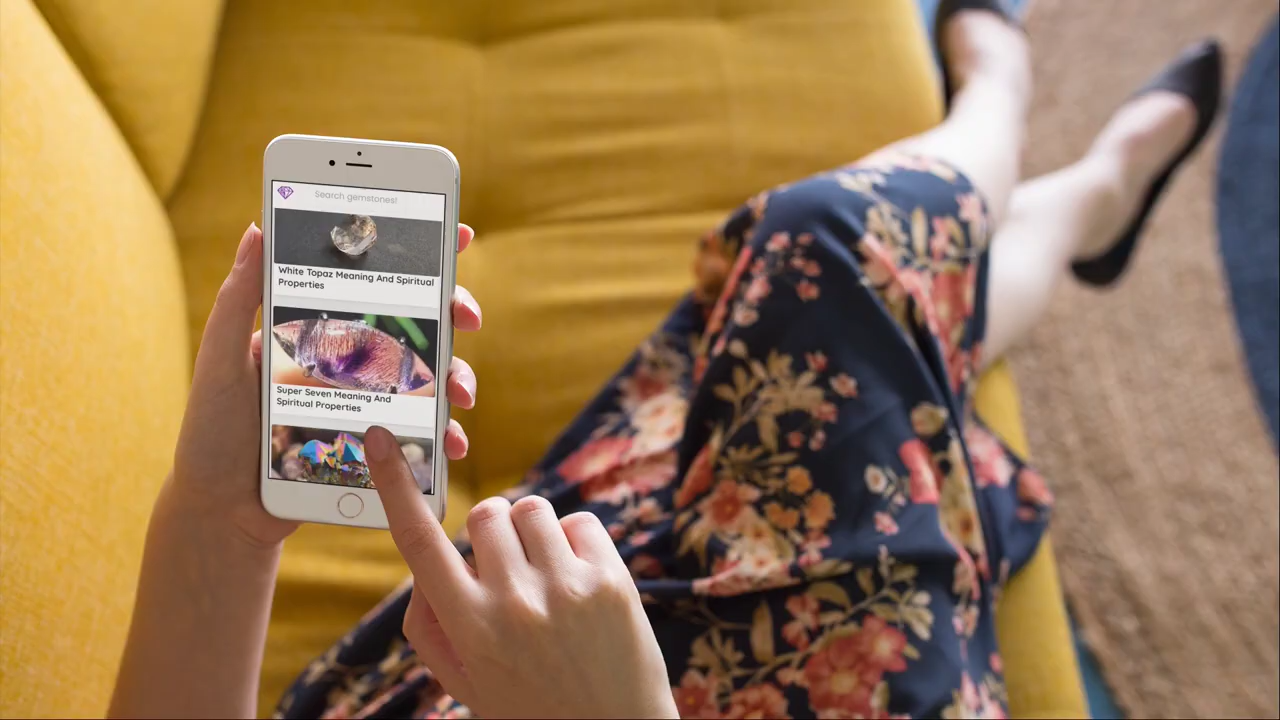 Search gemstones!
White Topaz Meaning And Spiritual
Properties
Super Seven Meaning And
Spiritual Properties